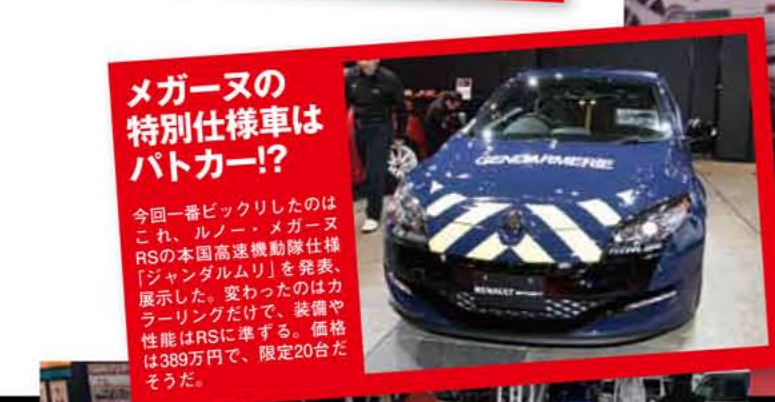 メガーヌの
特別仕様車は
パトカー!?
今回一番ビックリしたのは
これ、ルノー・メガーヌ
RSの本国高速機動隊仕様
「ジャンダルムリ」を発表、
展示した。変わったのはカ
ラーリングだけで、装備や
性能はRSに準ずる。価格
は389万円で、限定20台だ
そうだ。
GENDARMERIE
RENAULT